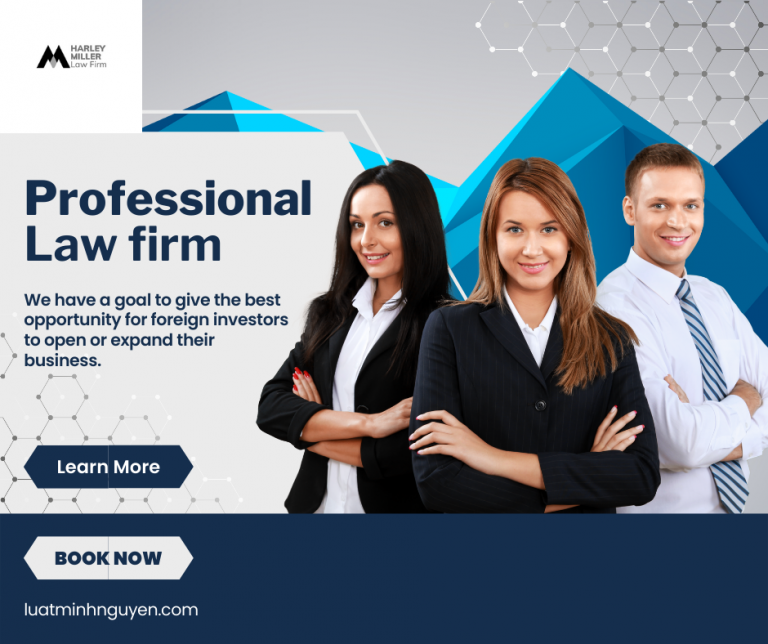 HARLEY
MILLER
Law Firm
Professional
Law firm
We have a goal to give the best
opportunity for foreign investors
to open or expand their
business.
Learn More
BOOK NOW
luatminhnguyen.com